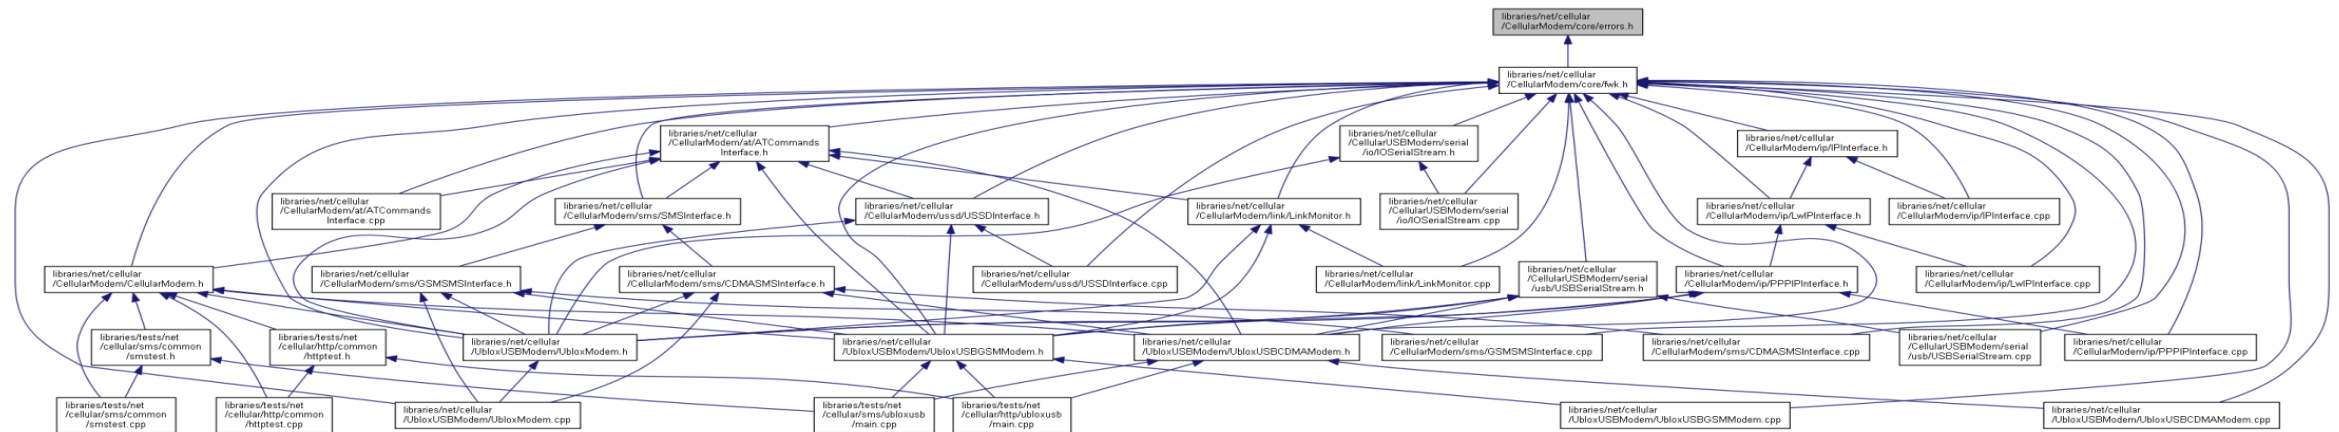 libraries/net/cellular
/CellularModem/core/errors.h
libraries/net/cellular
/CellularModem/core/fwk.h
libraries/net/cellular
/CellularModem/at/ATCommands
Interface.h
libraries/net/cellular
/CellularUSBModem/serial
/io/IOSerialStream.h
libraries/net/cellular
/CellularModem/ip/IPInterface.h
libraries/net/cellular
/CellularModem/at/ATCommands
Interface.cpp
libraries/net/cellular
/CellularModem/sms/SMSInterface.h
libraries/net/cellular
/CellularModem/ussd/USSDInterface.h
libraries/net/cellular
/CellularModem/link/LinkMonitor.h
libraries/net/cellular
/CellularUSBModem/serial
/io/IOSerialStream.cpp
libraries/net/cellular
/CellularModem/ip/LwIPInterface.h
libraries/net/cellular
/CellularModem/ip/IPInterface.cpp
libraries/net/cellular
/CellularModem/CellularModem.h
libraries/net/cellular
/CellularModem/sms/GSMSMSInterface.h
libraries/net/cellular
/CellularModem/sms/CDMASMSInterface.h
libraries/net/cellular
/CellularModem/ussd/USSDInterface.cpp
libraries/net/cellular
/CellularModem/link/LinkMonitor.cpp
libraries/net/cellular
/CellularUSBModem/serial
/usb/USBSerialStream.h
libraries/net/cellular
/CellularModem/ip/PPPIPInterface.h
libraries/net/cellular
/CellularModem/ip/LwIPInterface.cpp
libraries/tests/net
/cellular/sms/common
/smstest.h
libraries/tests/net
/cellular/http/common
/httptest.h
libraries/net/cellular
/UbloxUSBModem/UbloxModem.h
libraries/net/cellular
/UbloxUSBModem/UbloxUSBGSMModem.h
libraries/net/cellular
/UbloxUSBModem/UbloxUSBCDMAModem.h
libraries/net/cellular
/CellularModem/sms/GSMSMSInterface.cpp
libraries/net/cellular
/CellularModem/sms/CDMASMSInterface.cpp
libraries/net/cellular
/CellularUSBModem/serial
/usb/USBSerialStream.cpp
libraries/net/cellular
/CellularModem/ip/PPPIPInterface.cpp
libraries/tests/net
/cellular/sms/common
/smstest.cpp
libraries/tests/net
/cellular/http/common
/httptest.cpp
libraries/net/cellular
/UbloxUSBModem/UbloxModem.cpp
libraries/tests/net
/cellular/sms/ubloxusb
/main.cpp
libraries/tests/net
/cellular/http/ubloxusb
/main.cpp
libraries/net/cellular
/UbloxUSBModem/UbloxUSBGSMModem.cpp
libraries/net/cellular
/UbloxUSBModem/UbloxUSBCDMAModem.cpp